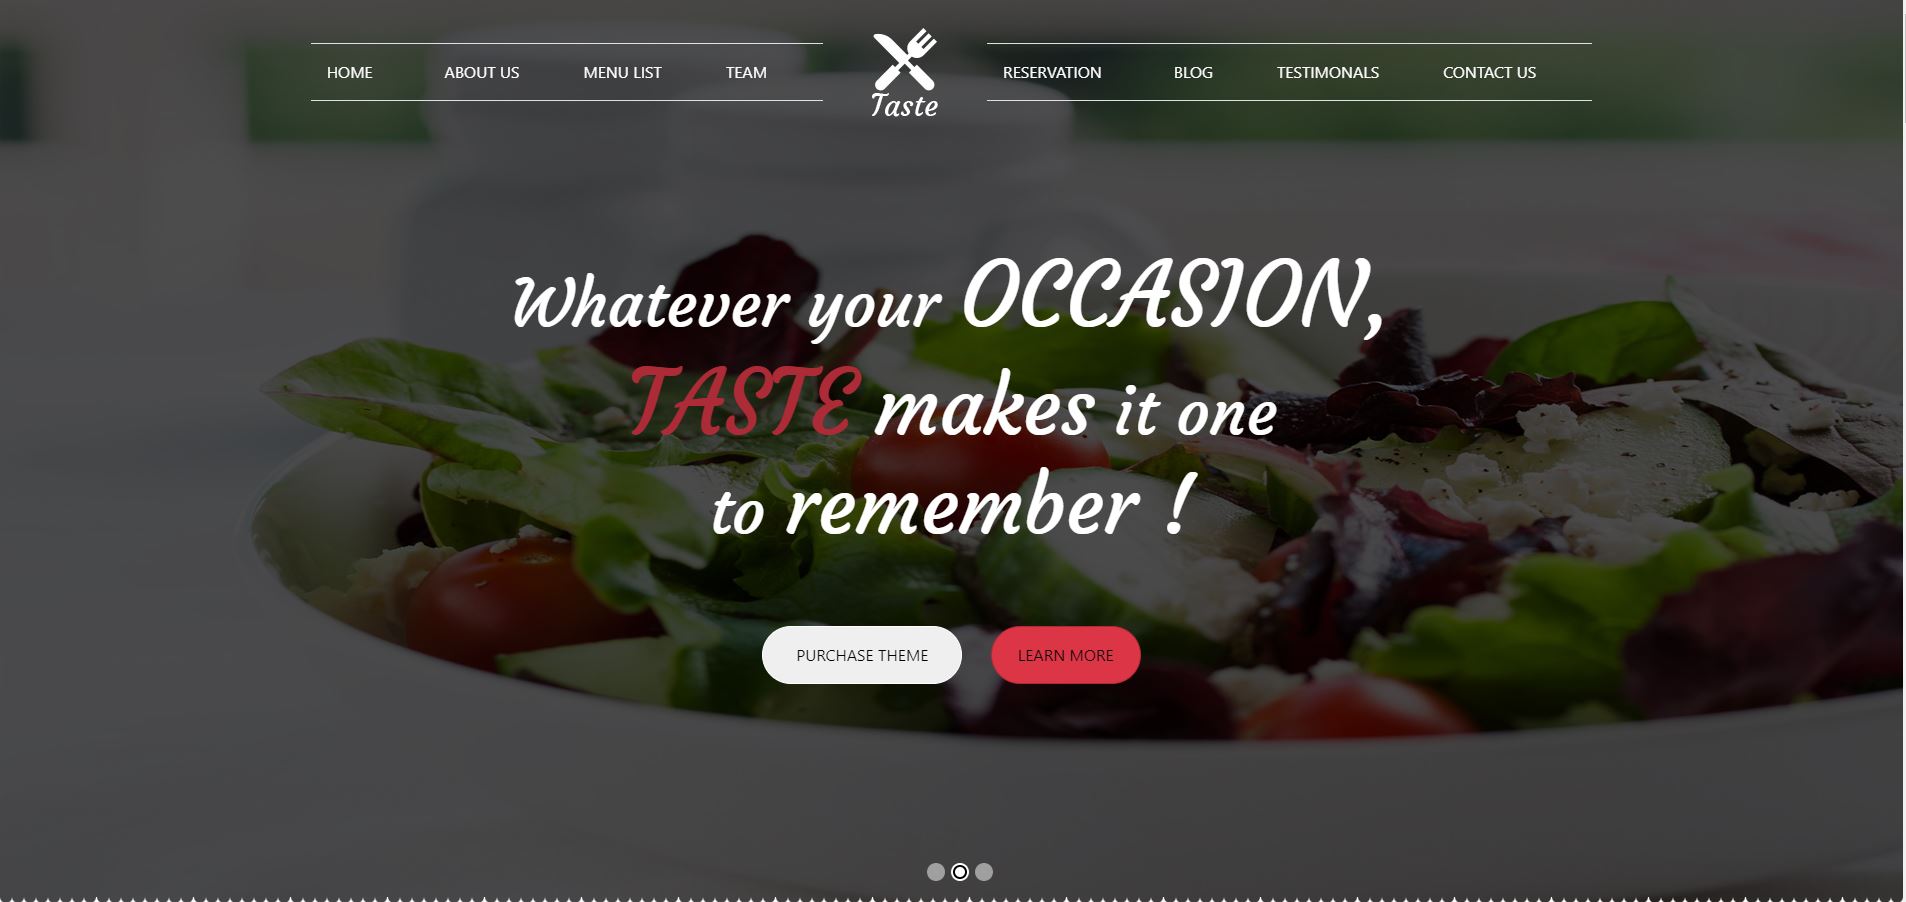 HOME ABOUT US MENU LIST TEAM Taste RESERVATION BLOG TESTIMONALS CONTACT US
Whatever your OCCASION,
TASTE makes it one
to remember !
PURCHASE THEME LEARN MORE